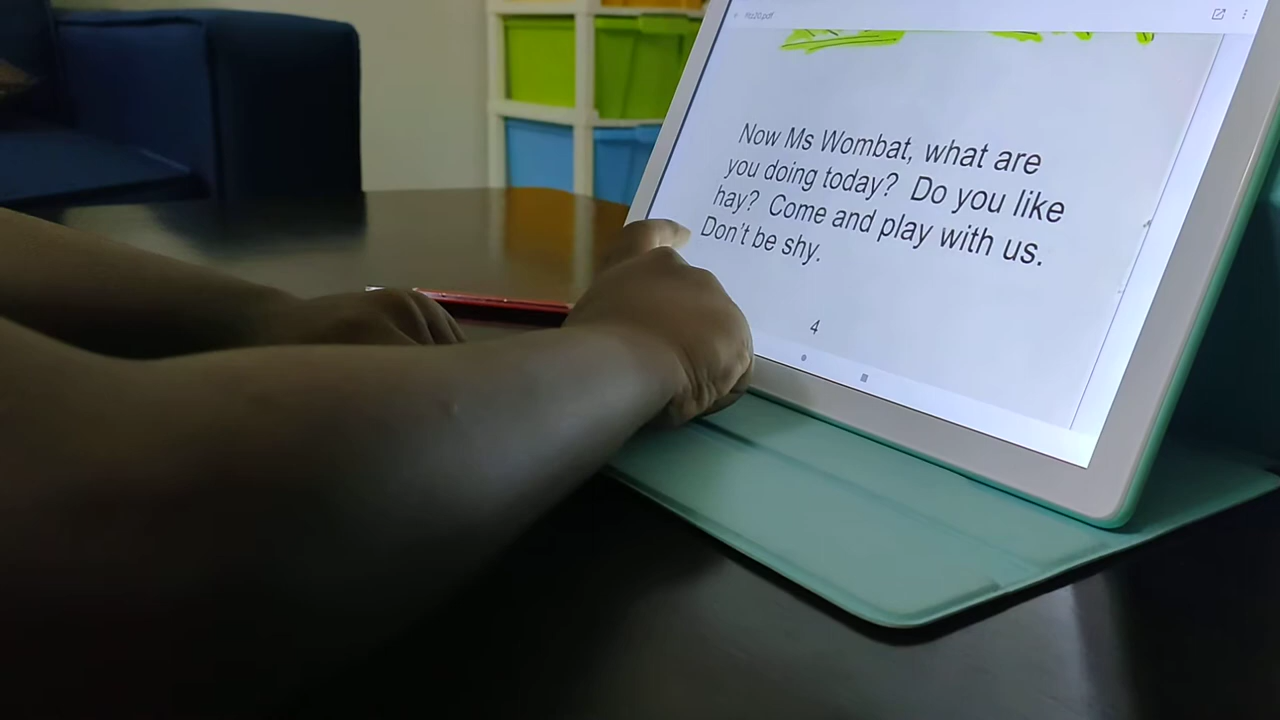 Now Ms Wombat, what are
you doing today? Do you like
hay? Come and play with us.
Don't be shy.
4